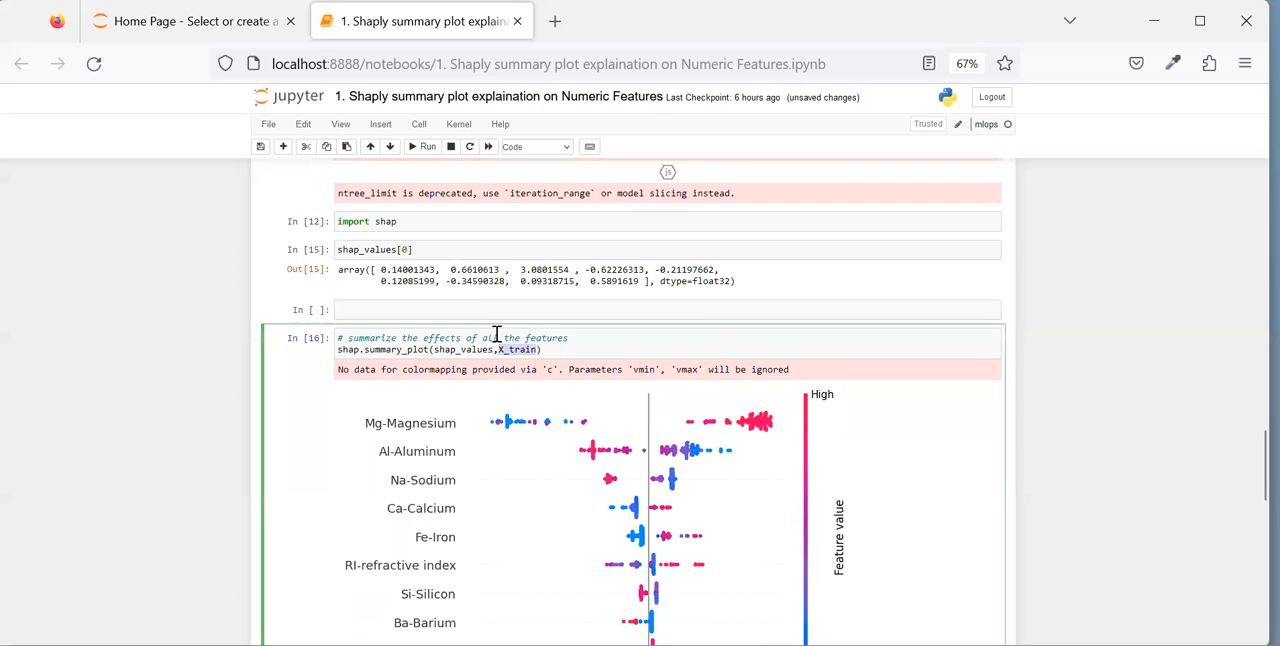 Home Page - Select or create a
1. Shaply summary plot explain
localhost:8888/notebooks/1. Shaply summary plot explaination on Numeric Features.ipynb
67%
jupyter 1. Shaply summary plot explaination on Numeric Features Last Checkpoint: 6 hours ago (unsaved changes)
Logout
File Edit View Insert Cell Kernel Help
Trusted
mlops
Run
Code
js
ntree_limit is deprecated, use `iteration_range` or model slicing instead.
In [12]: import shap
In [15]: shap_values[0]
Out[15]: array([ 0.14001343, 0.6610613 , 3.0801554 , -0.62226313, -0.21197662,
0.12085199, -0.34590328, 0.09318715, 0.5891619 ], dtype=float32)
In [ ]:
In [16]: # summarize the effects of all the features
shap.summary_plot(shap_values,X_train)
No data for colormapping provided via 'c'. Parameters 'vmin', 'vmax' will be ignored
High
Mg-Magnesium
Al-Aluminum
Na-Sodium
Ca-Calcium
Fe-Iron
RI-refractive index
Si-Silicon
Ba-Barium
Feature value